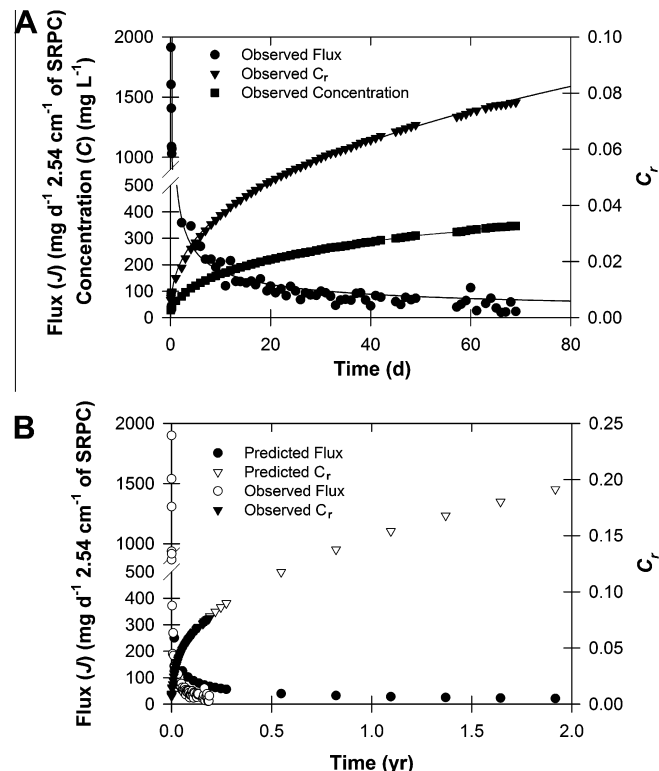 A
Flux (J) (mg d-1 2.54 cm-1 of SRPC)
Concentration (C) (mg L-1)
2000
1500
1000
500
400
300
200
100
0
Observed Flux
Observed Cr
Observed Concentration
0.10
0.08
0.06
0.04
0.02
0.00
Cr
0 20 40 60 80
Time (d)
B
Flux (J) (mg d-1 2.54 cm-1 of SRPC)
2000
1500
1000
500
400
300
200
100
0
Predicted Flux
Predicted Cr
Observed Flux
Observed Cr
0.25
0.20
0.15
0.10
0.05
0.00
Cr
0.0 0.5 1.0 1.5 2.0
Time (yr)